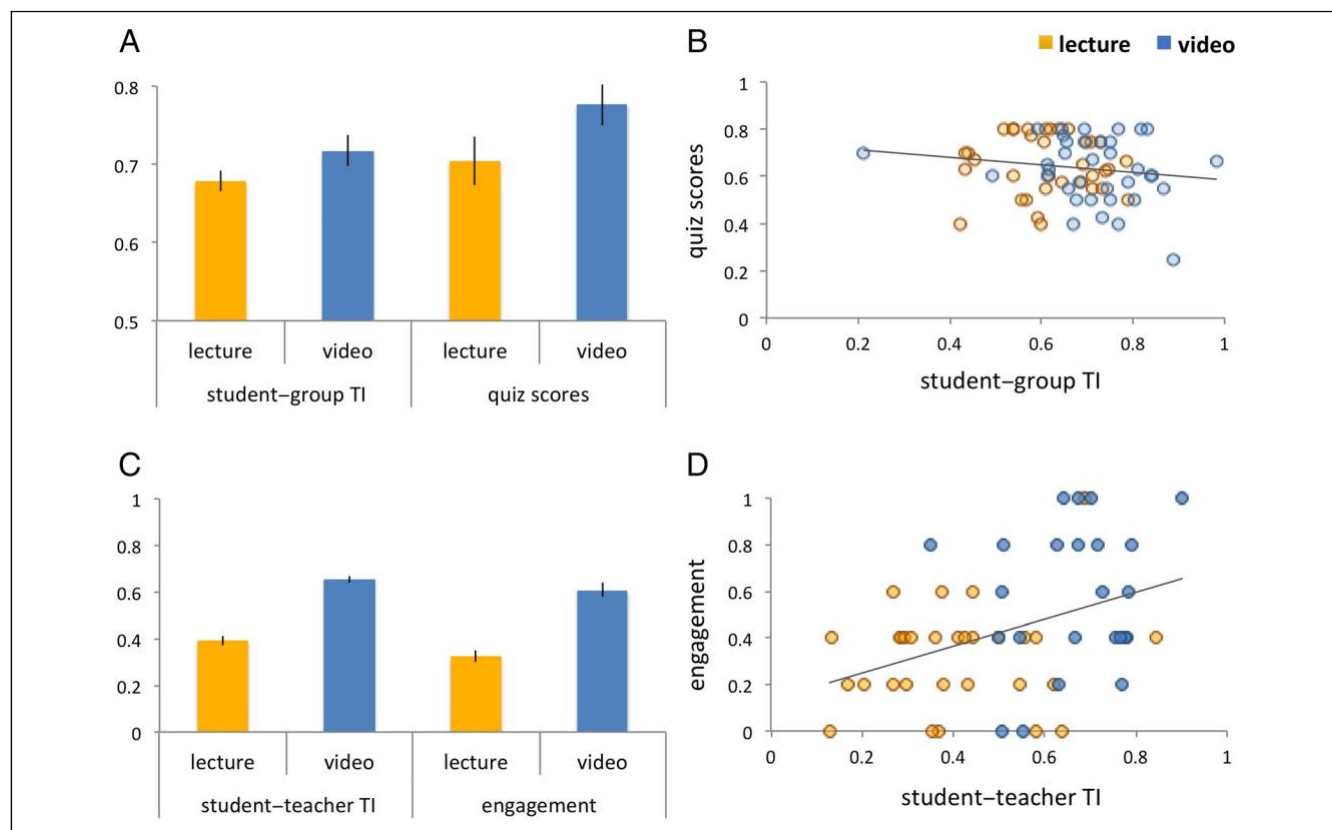 A
0.8
0.7
0.6
0.5
lecture video lecture video
student–group TI quiz scores
B
lecture video
1
0.8
0.6
0.4
0.2
0
quiz scores
0 0.2 0.4 0.6 0.8 1
student–group TI
C
1
0.8
0.6
0.4
0.2
0
lecture video lecture video
student–teacher TI engagement
D
1
0.8
0.6
0.4
0.2
0
engagement
0 0.2 0.4 0.6 0.8 1
student–teacher TI